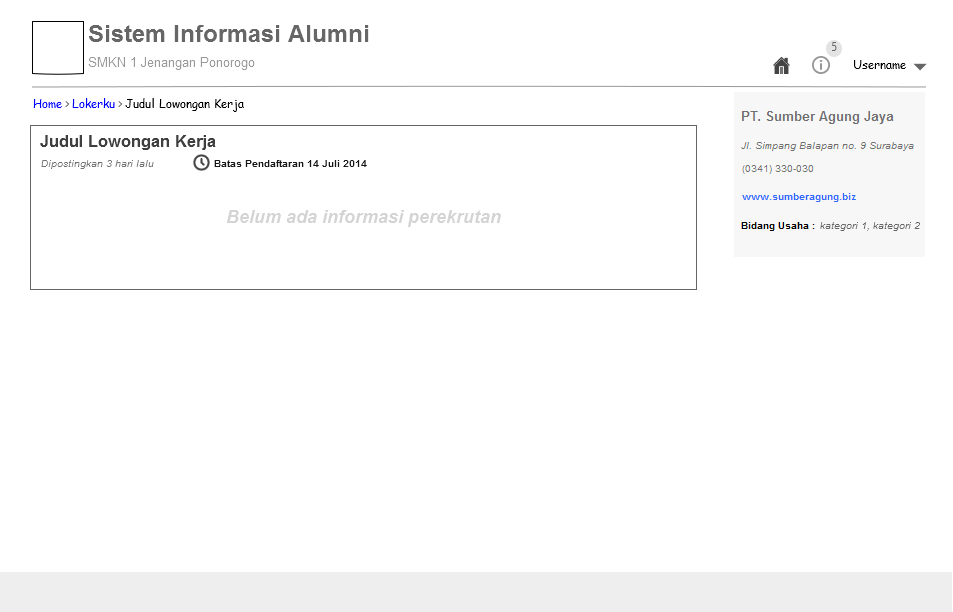 Sistem Informasi Alumni
SMKN 1 Jenangan Ponorogo
5
Username
Home > Lokerku > Judul Lowongan Kerja
Judul Lowongan Kerja
Dipostingkan 3 hari lalu
Batas Pendaftaran 14 Juli 2014
Belum ada informasi perekrutan
PT. Sumber Agung Jaya
Jl. Simpang Balapan no. 9 Surabaya
(0341) 330-030
www.sumberagung.biz
Bidang Usaha : kategori 1, kategori 2